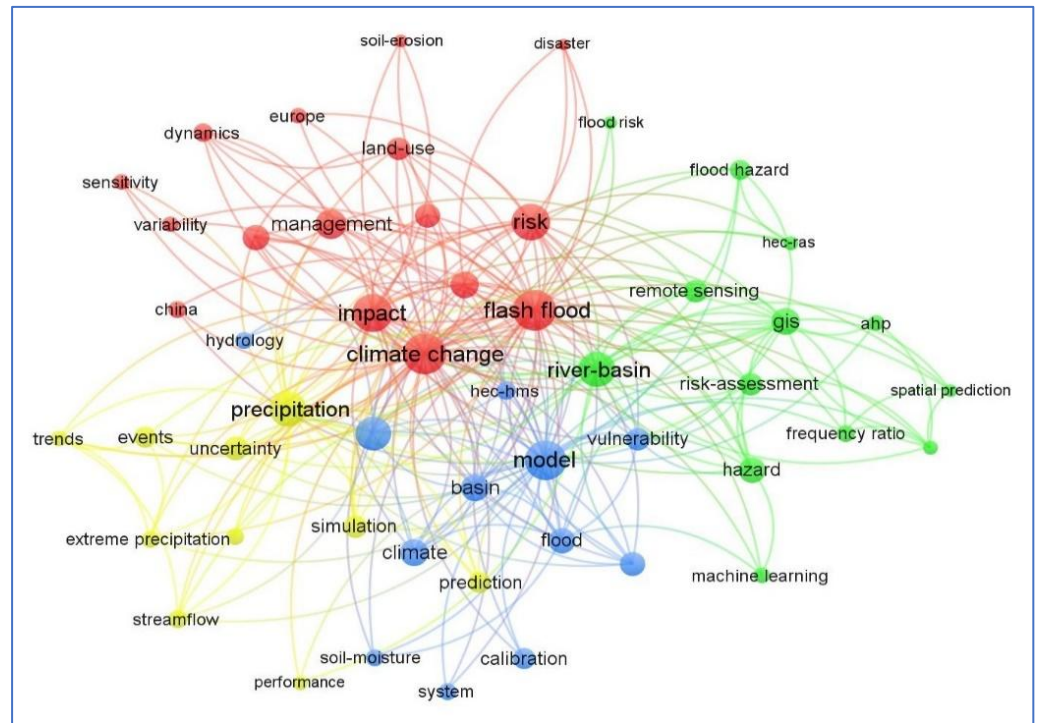 soil-erosion
disaster
europe
flood risk
dynamics
land-use
flood hazard
sensitivity
variability
management
risk
hec-ras
remote sensing
china
impact
flash flood
gis
ahp
hydrology
climate change
river-basin
risk-assessment
hec-hms
spatial prediction
precipitation
trends
events
uncertainty
vulnerability
frequency ratio
model
hazard
basin
simulation
extreme precipitation
climate
flood
prediction
machine learning
streamflow
soil-moisture
calibration
performance
system